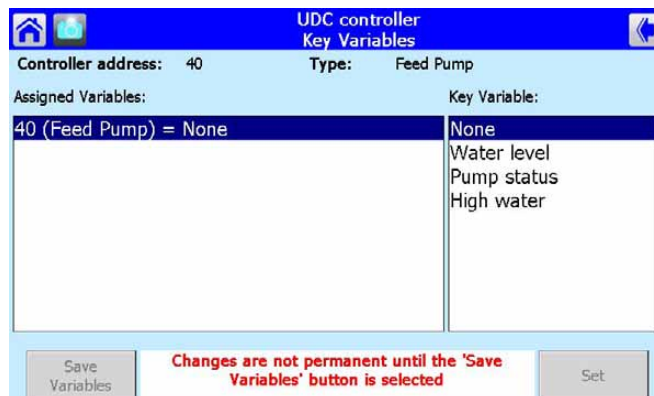 UDC controller
Key Variables
Controller address: 40 Type: Feed Pump
Assigned Variables: Key Variable:
40 (Feed Pump) = None None
Water level
Pump status
High water
Save
Variables
Changes are not permanent until the 'Save
Variables' button is selected
Set